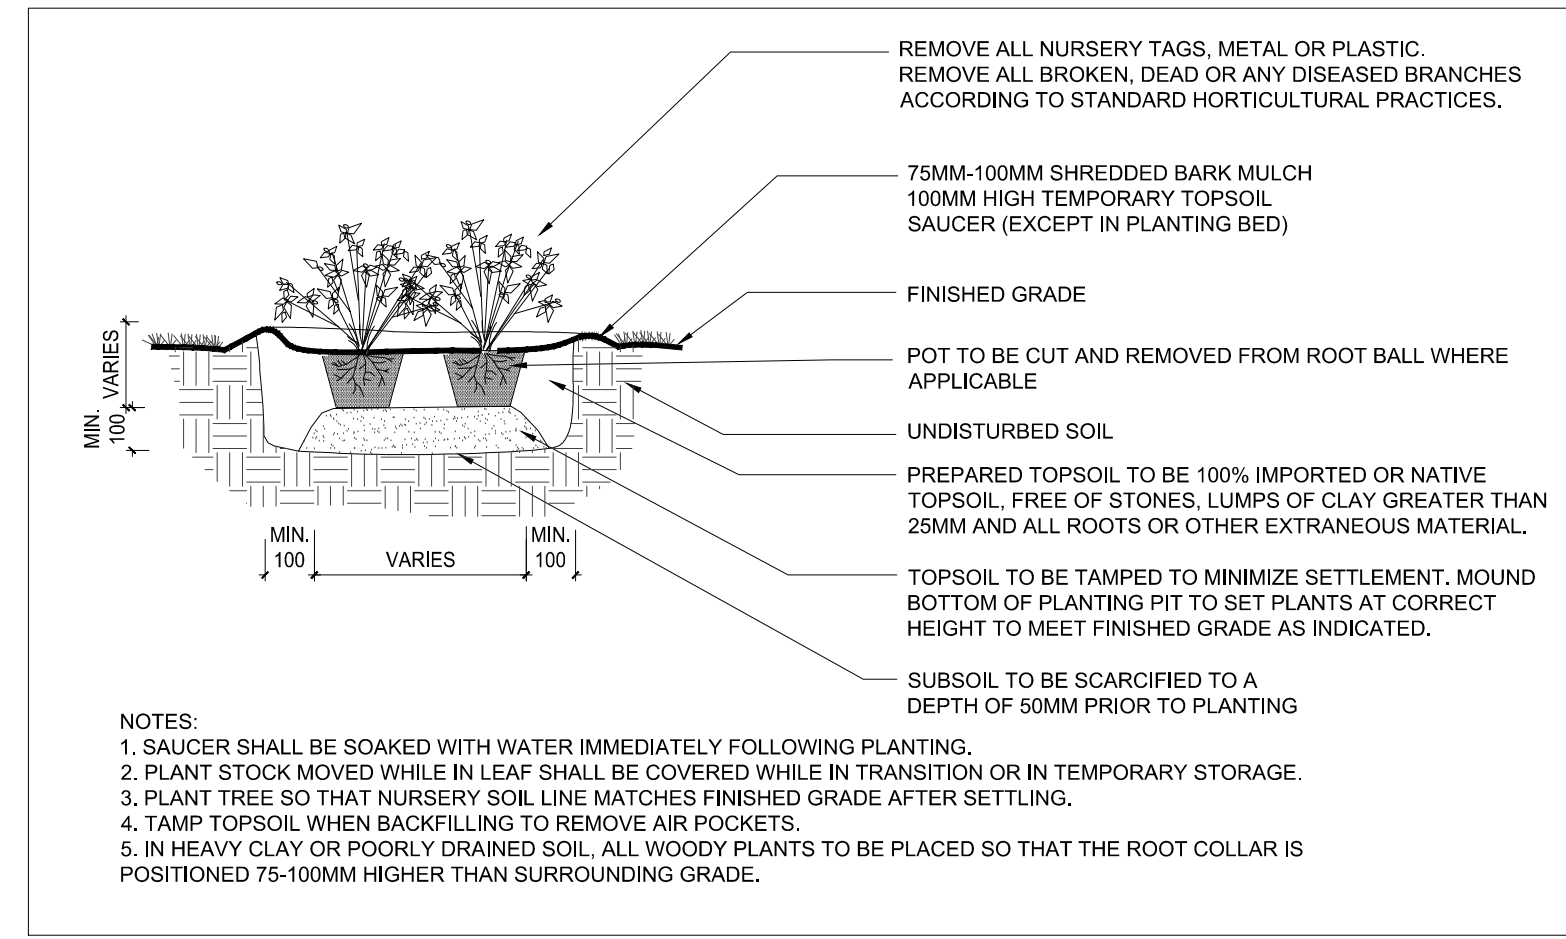 REMOVE ALL NURSERY TAGS, METAL OR PLASTIC.
REMOVE ALL BROKEN, DEAD OR ANY DISEASED BRANCHES
ACCORDING TO STANDARD HORTICULTURAL PRACTICES.
75MM-100MM SHREDDED BARK MULCH
100MM HIGH TEMPORARY TOPSOIL
SAUCER (EXCEPT IN PLANTING BED)
FINISHED GRADE
POT TO BE CUT AND REMOVED FROM ROOT BALL WHERE
APPLICABLE
UNDISTURBED SOIL
PREPARED TOPSOIL TO BE 100% IMPORTED OR NATIVE
TOPSOIL, FREE OF STONES, LUMPS OF CLAY GREATER THAN
25MM AND ALL ROOTS OR OTHER EXTRANEOUS MATERIAL.
TOPSOIL TO BE TAMPED TO MINIMIZE SETTLEMENT. MOUND
BOTTOM OF PLANTING PIT TO SET PLANTS AT CORRECT
HEIGHT TO MEET FINISHED GRADE AS INDICATED.
SUBSOIL TO BE SCARCIFIED TO A
DEPTH OF 50MM PRIOR TO PLANTING
VARIES
MIN.
100
MIN.
100
VARIES
MIN.
100
NOTES:
1. SAUCER SHALL BE SOAKED WITH WATER IMMEDIATELY FOLLOWING PLANTING.
2. PLANT STOCK MOVED WHILE IN LEAF SHALL BE COVERED WHILE IN TRANSITION OR IN TEMPORARY STORAGE.
3. PLANT TREE SO THAT NURSERY SOIL LINE MATCHES FINISHED GRADE AFTER SETTLING.
4. TAMP TOPSOIL WHEN BACKFILLING TO REMOVE AIR POCKETS.
5. IN HEAVY CLAY OR POORLY DRAINED SOIL, ALL WOODY PLANTS TO BE PLACED SO THAT THE ROOT COLLAR IS
POSITIONED 75-100MM HIGHER THAN SURROUNDING GRADE.